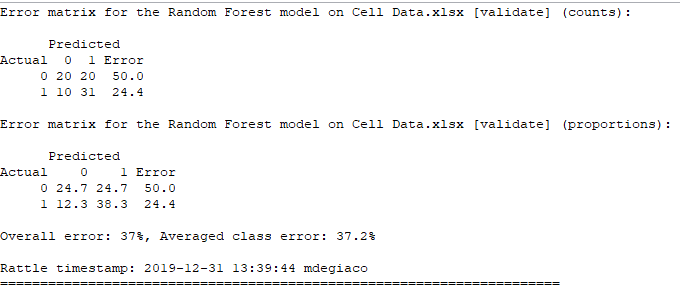 Error matrix for the Random Forest model on Cell Data.xlsx [validate] (counts):
Predicted
Actual 0 1 Error
0 20 20 50.0
1 10 31 24.4
Error matrix for the Random Forest model on Cell Data.xlsx [validate] (proportions):
Predicted
Actual 0 1 Error
0 24.7 24.7 50.0
1 12.3 38.3 24.4
Overall error: 37%, Averaged class error: 37.2%
Rattle timestamp: 2019-12-31 13:39:44 mdegiaco
======================================================================